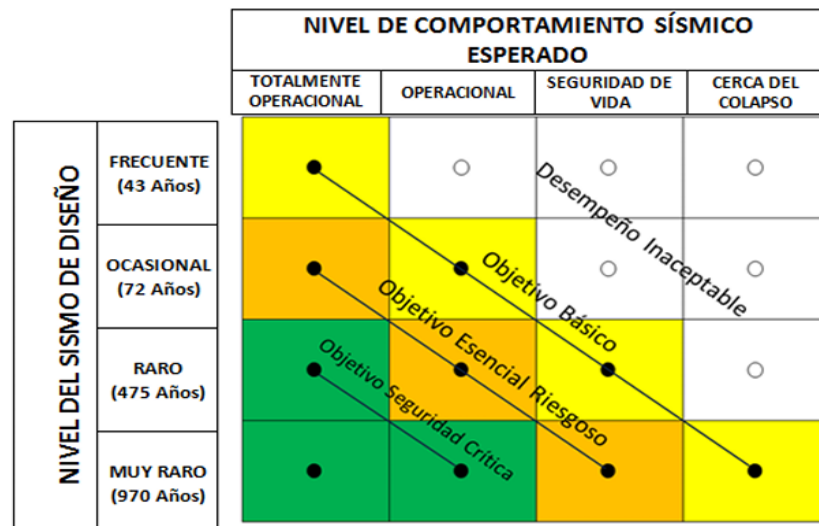 NIVEL DE COMPORTAMIENTO SÍSMICO
ESPERADO
TOTALMENTE
OPERACIONAL
OPERACIONAL
SEGURIDAD DE
VIDA
CERCA DEL
COLAPSO
NIVEL DEL SISMO DE DISEÑO
FRECUENTE
(43 Años)
OCASIONAL
(72 Años)
RARO
(475 Años)
MUY RARO
(970 Años)
Desempeño Inaceptable
Objetivo Básico
Objetivo Esencial Riesgoso
Objetivo Seguridad Crítica